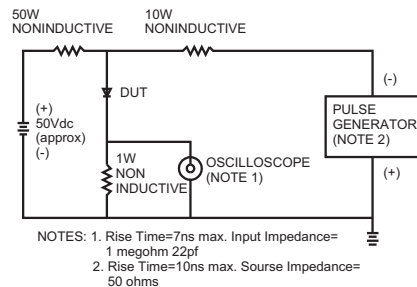 50W
NONINDUCTIVE
10W
NONINDUCTIVE
DUT
(+)
50Vdc
(approx)
(-)
1W
NON
INDUCTIVE
OSCILLOSCOPE
(NOTE 1)
(-)
PULSE
GENERATOR
(NOTE 2)
(+)
NOTES: 1. Rise Time=7ns max. Input Impedance=
1 megohm 22pf
2. Rise Time=10ns max. Sourse Impedance=
50 ohms